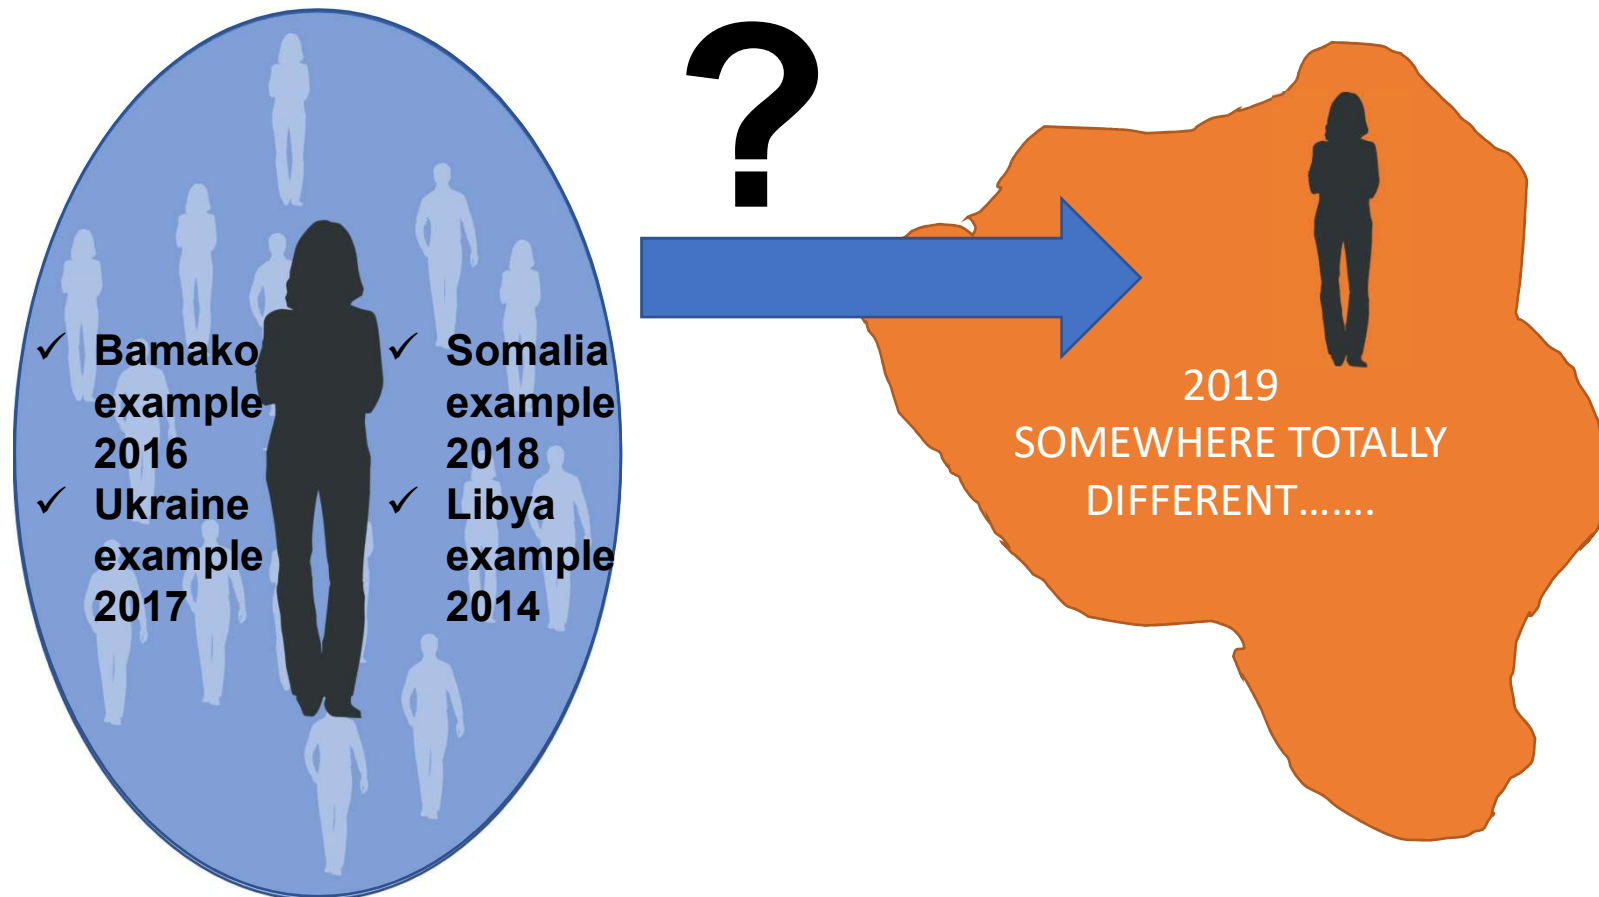 ?
✓ Bamako
example
2016
✓ Ukraine
example
2017
✓ Somalia
example
2018
✓ Libya
example
2014
2019
SOMEWHERE TOTALLY
DIFFERENT…….